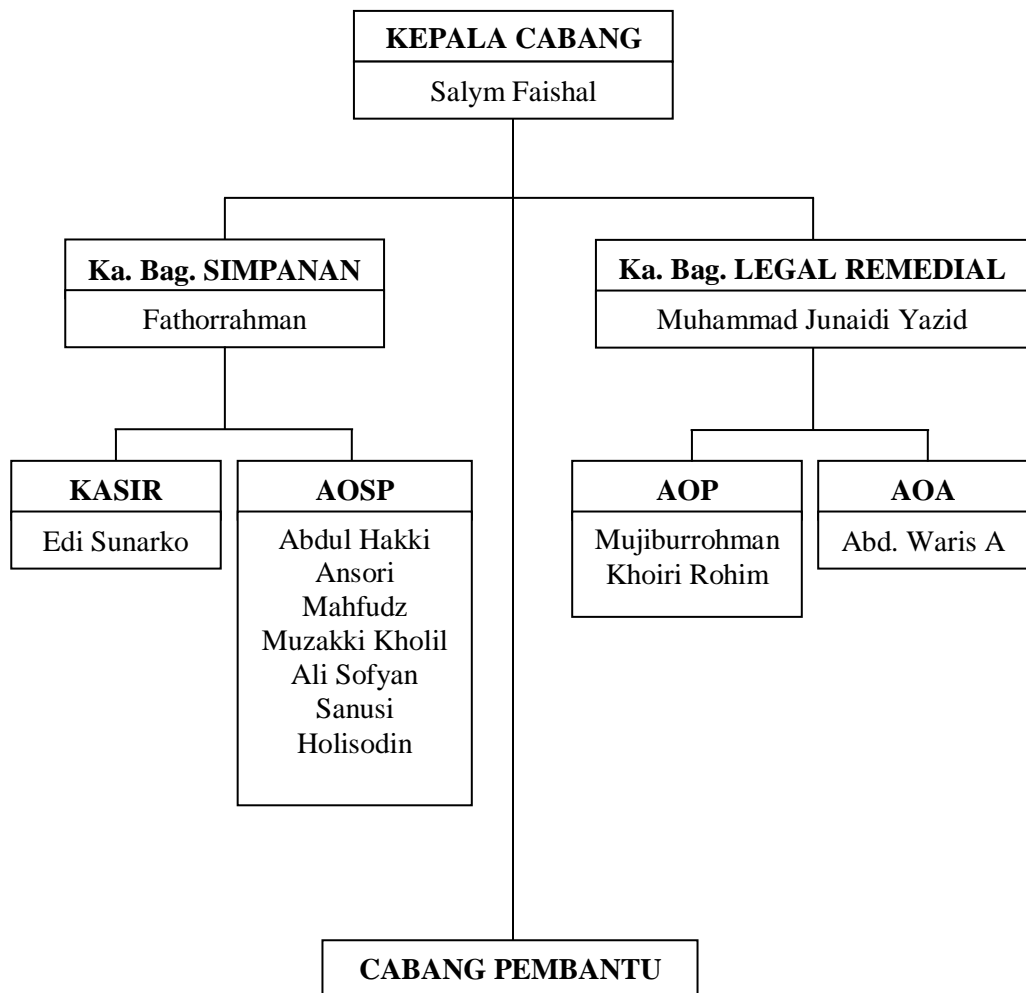 KEPALA CABANG
Salym Faishal
Ka. Bag. SIMPANAN
Fathorrahman
Ka. Bag. LEGAL REMEDIAL
Muhammad Junaidi Yazid
KASIR
Edi Sunarko
AOSP
Abdul Hakki
Ansori
Mahfudz
Muzakki Kholil
Ali Sofyan
Sanusi
Holisodin
AOP
Mujiburrohman
Khoiri Rohim
AOA
Abd. Waris A
CABANG PEMBANTU